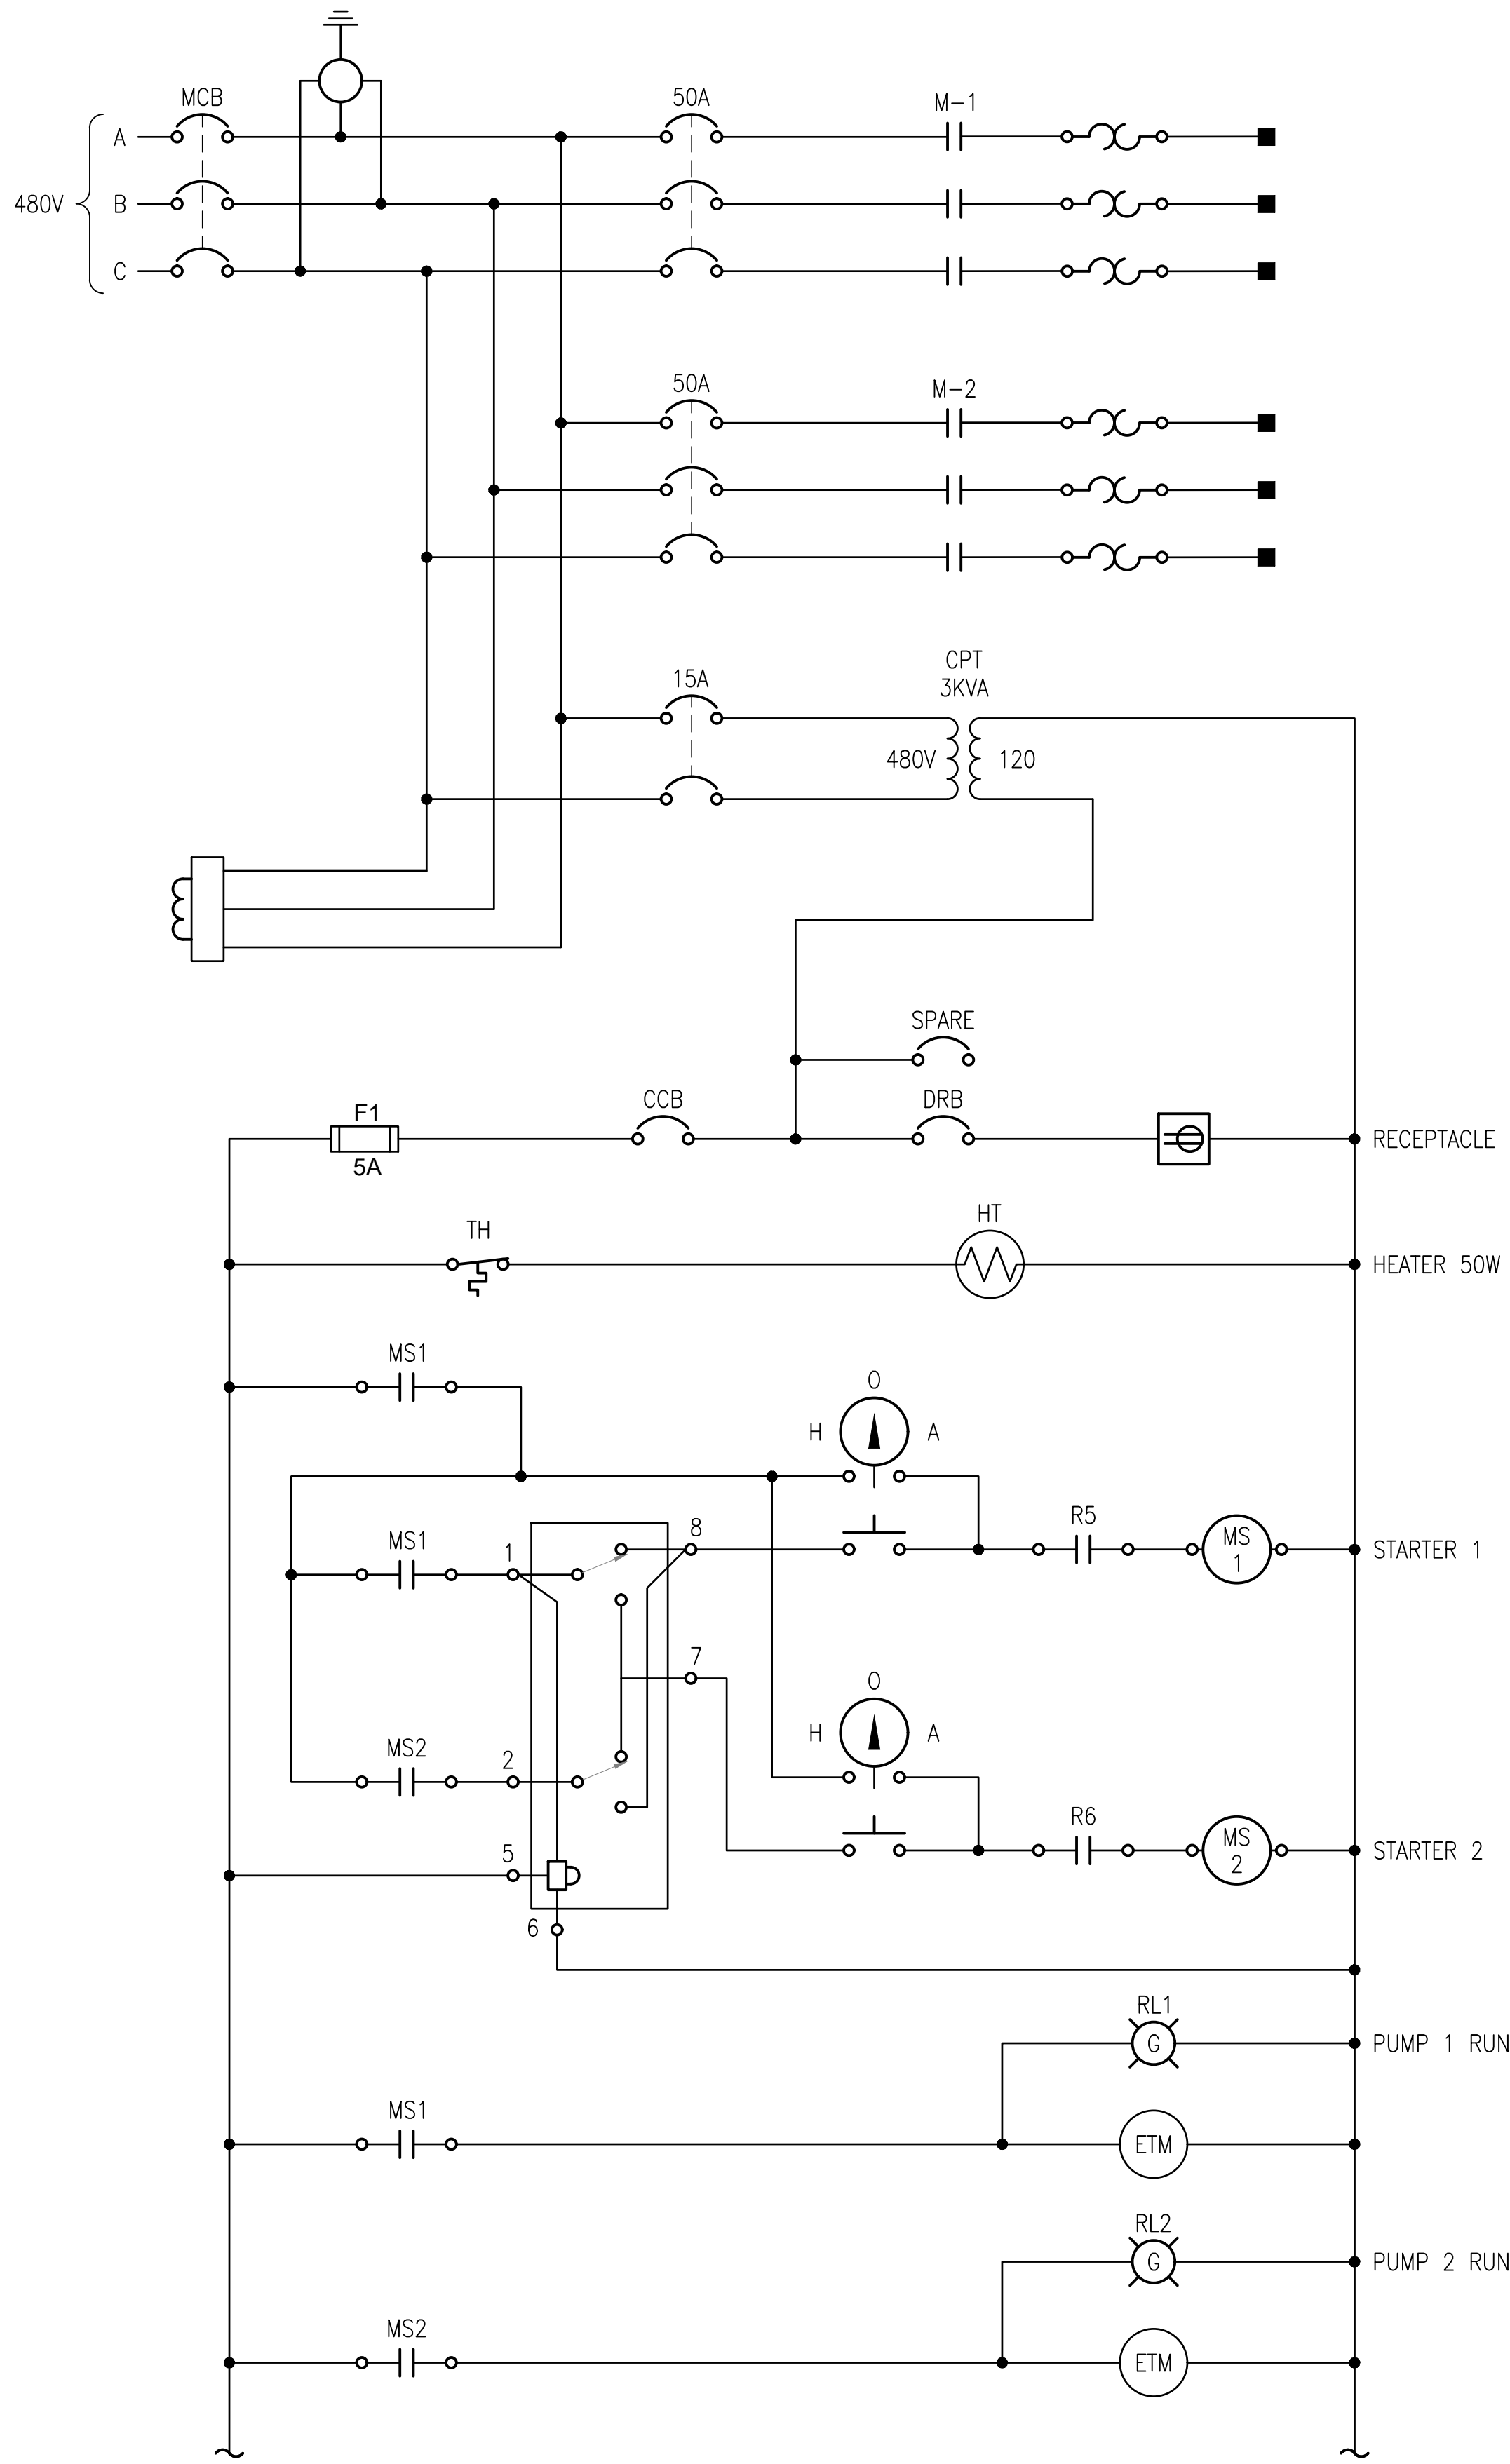 MCB
50A
M-1
A
480V
B
C
50A
M-2
CPT
3KVA
15A
480V
120
SPARE
CCB
DRB
F1
5A
RECEPTACLE
TH
HT
HEATER 50W
MS1
O
H
A
MS1
1
8
R5
MS
1
STARTER 1
7
O
H
A
MS2
2
R6
MS
2
STARTER 2
5
6
RL1
G
PUMP 1 RUN
MS1
ETM
RL2
G
PUMP 2 RUN
MS2
ETM